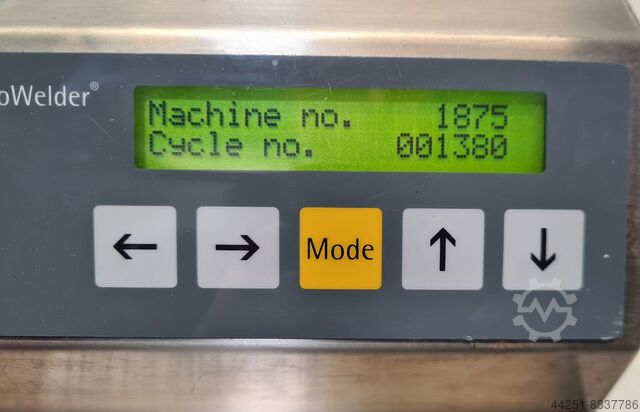 oWelder®
Machine no. 1875
Cycle no. 001380
← → Mode ↑ ↓
44251-8837786